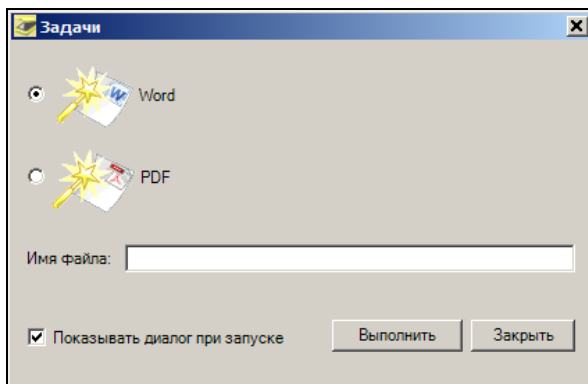 Задачи
Word
PDF
Имя файла:
Показывать диалог при запуске
Выполнить
Закрыть